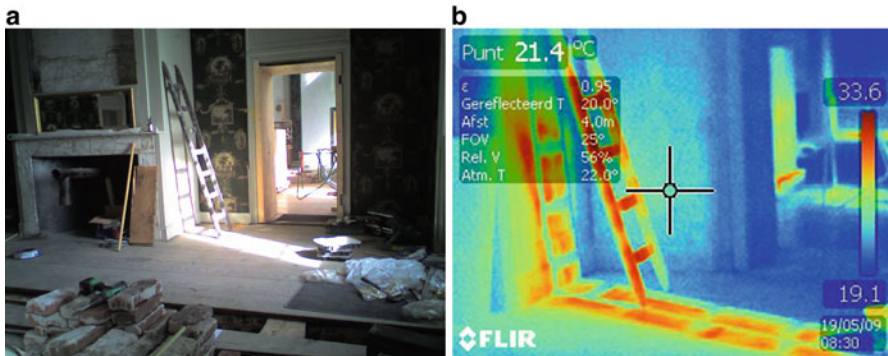 a
b
Punt 21.4 °C
ε 0.95
Gereflecteerd T 20.0°
Afst 4.0m
FOV 25°
Rel. V 56%
Atm. T 22.0°
33.6
19.1
19/05/09
08:30
FLIR